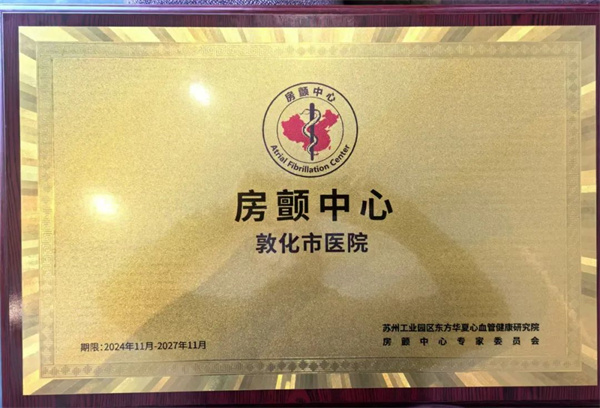 房颤中心
Atrial Fibrillation Center
房颤中心
敦化市医院
苏州工业园区东方华夏心血管健康研究院
期限:2024年11月-2027年11月
房颤中心专家委员会